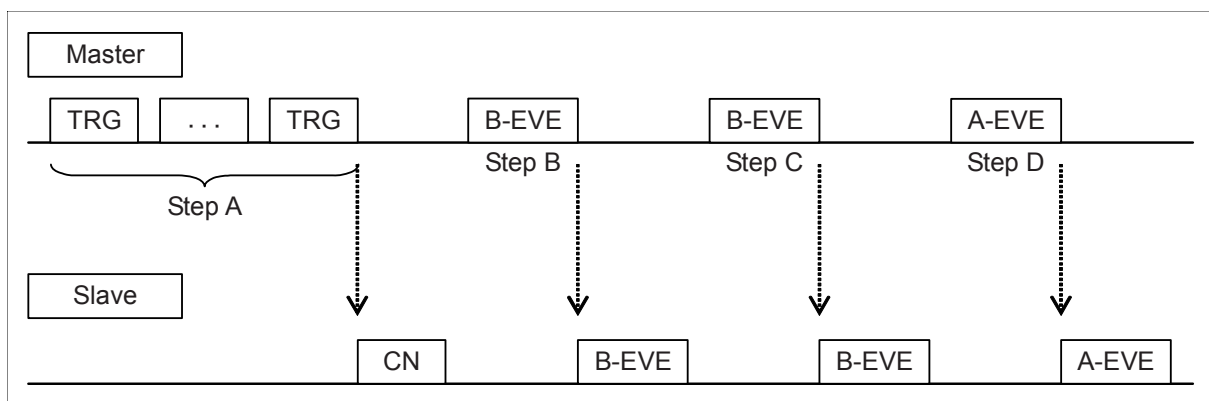 Master
TRG ... TRG B-EVE B-EVE A-EVE
Step B Step C Step D
Step A
Slave
CN B-EVE B-EVE A-EVE